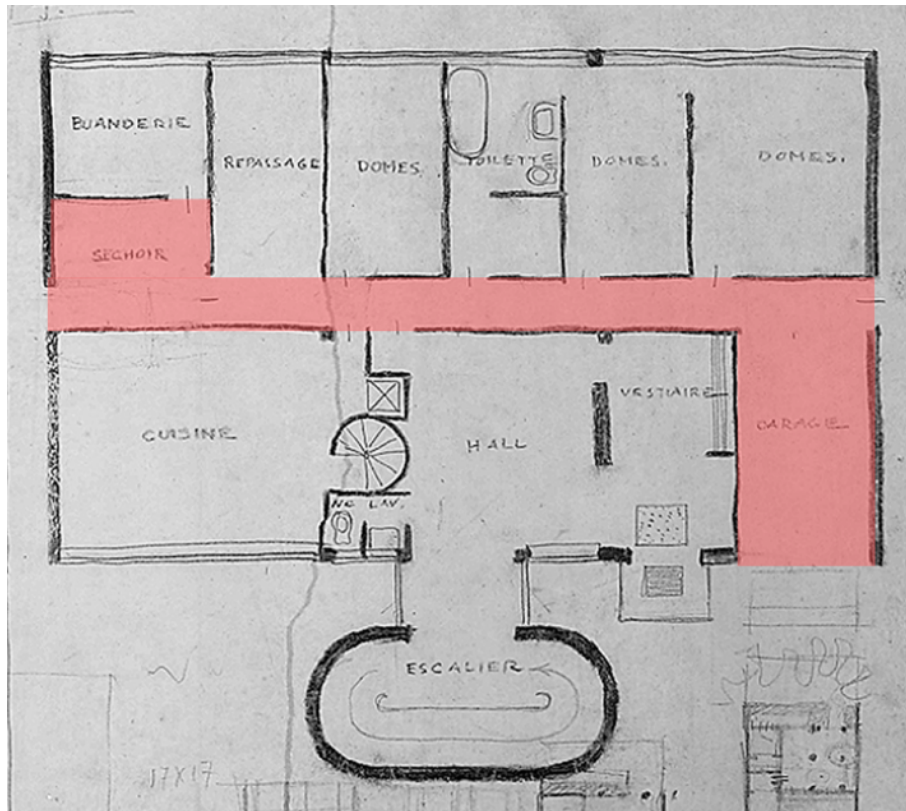 BUANDERIE
REPASSAGE
DOMES.
TOILETTE
DOMES.
DOMES.
SECHOIR
CUISINE
HALL
VESTIAIRE
GARAGE
WC LAV.
ESCALIER
17X17